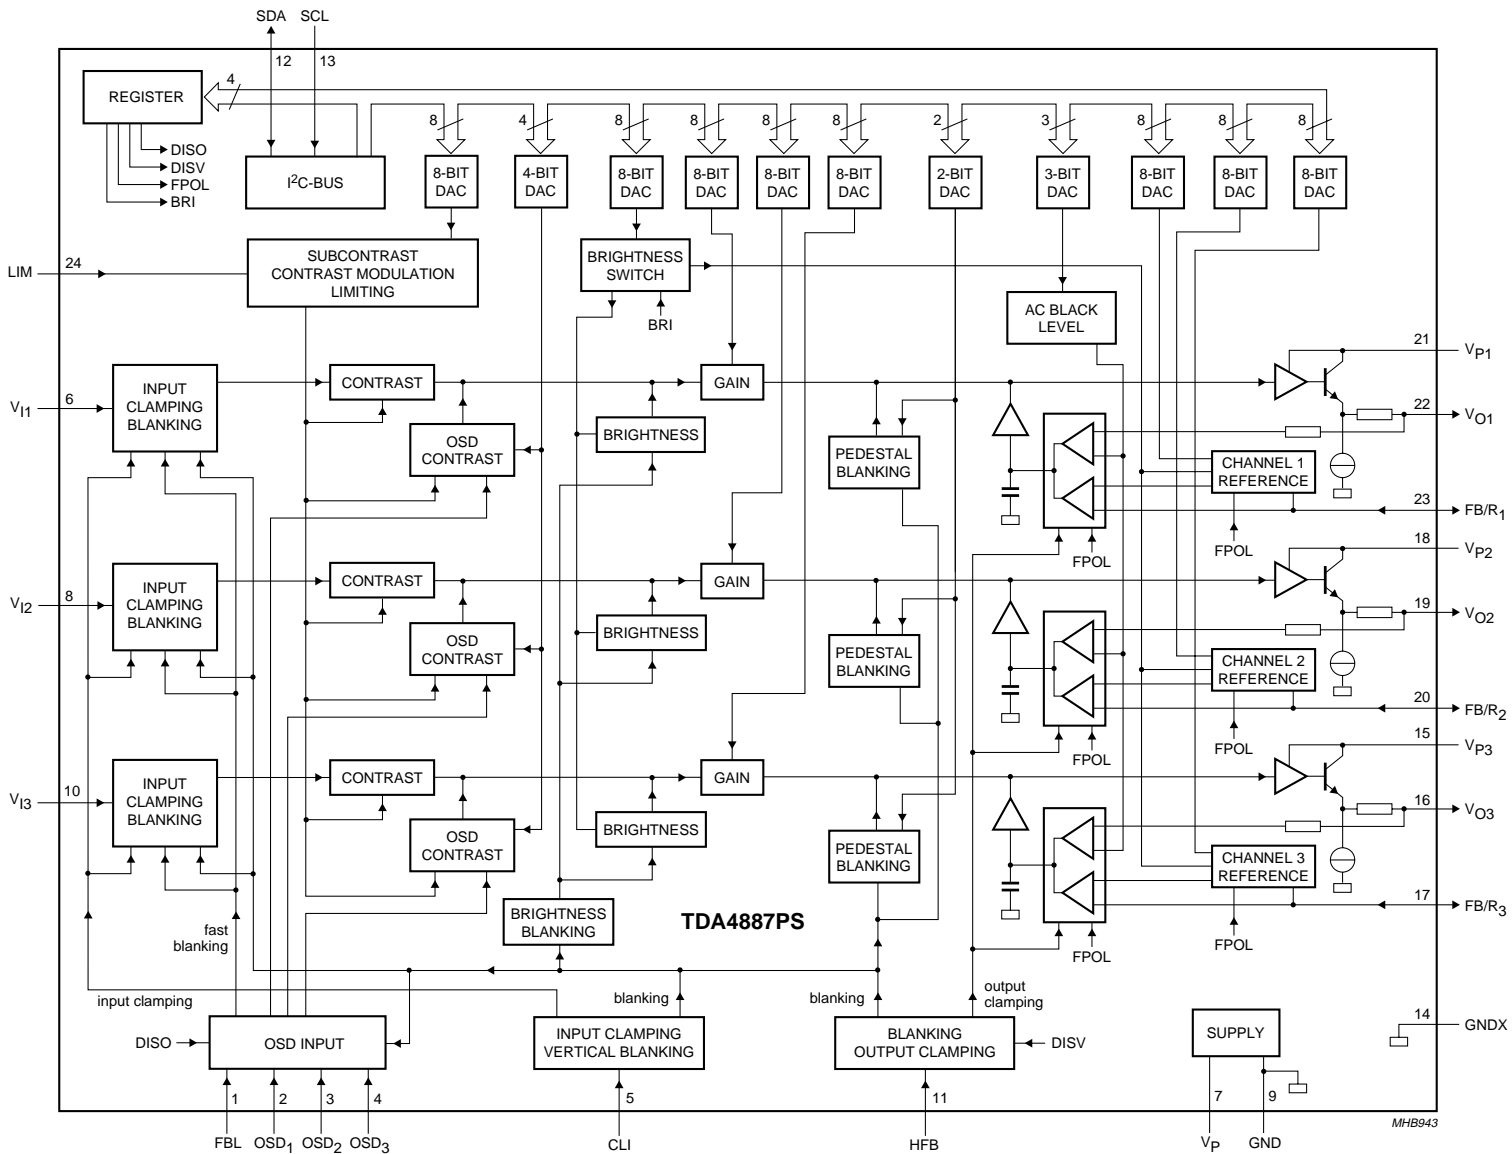 SDA SCL
12 13
REGISTER
4
8 4 8 8 8 8 2 3 8 8 8
DISO
DISV
FPOL
BRI
I²C-BUS
8-BIT DAC
4-BIT DAC
8-BIT DAC
8-BIT DAC
8-BIT DAC
8-BIT DAC
2-BIT DAC
3-BIT DAC
8-BIT DAC
8-BIT DAC
8-BIT DAC
LIM 24
SUBCONTRAST
CONTRAST MODULATION
LIMITING
BRIGHTNESS
SWITCH
BRI
AC BLACK
LEVEL
VI1 6
INPUT
CLAMPING
BLANKING
CONTRAST
OSD
CONTRAST
BRIGHTNESS
GAIN
PEDESTAL
BLANKING
CHANNEL 1
REFERENCE
FPOL
FPOL
21 VP1
22 VO1
23 FB/R1
VI2 8
INPUT
CLAMPING
BLANKING
CONTRAST
OSD
CONTRAST
BRIGHTNESS
GAIN
PEDESTAL
BLANKING
CHANNEL 2
REFERENCE
FPOL
FPOL
18 VP2
19 VO2
20 FB/R2
VI3 10
INPUT
CLAMPING
BLANKING
CONTRAST
OSD
CONTRAST
BRIGHTNESS
GAIN
PEDESTAL
BLANKING
CHANNEL 3
REFERENCE
FPOL
FPOL
15 VP3
16 VO3
17 FB/R3
fast
blanking
BRIGHTNESS
BLANKING
TDA4887PS
input clamping
blanking
blanking
output
clamping
DISO
OSD INPUT
INPUT CLAMPING
VERTICAL BLANKING
BLANKING
OUTPUT CLAMPING
DISV
SUPPLY
14 GNDX
1 2 3 4 5 11 7 9
FBL OSD1 OSD2 OSD3 CLI HFB VP GND
MHB943